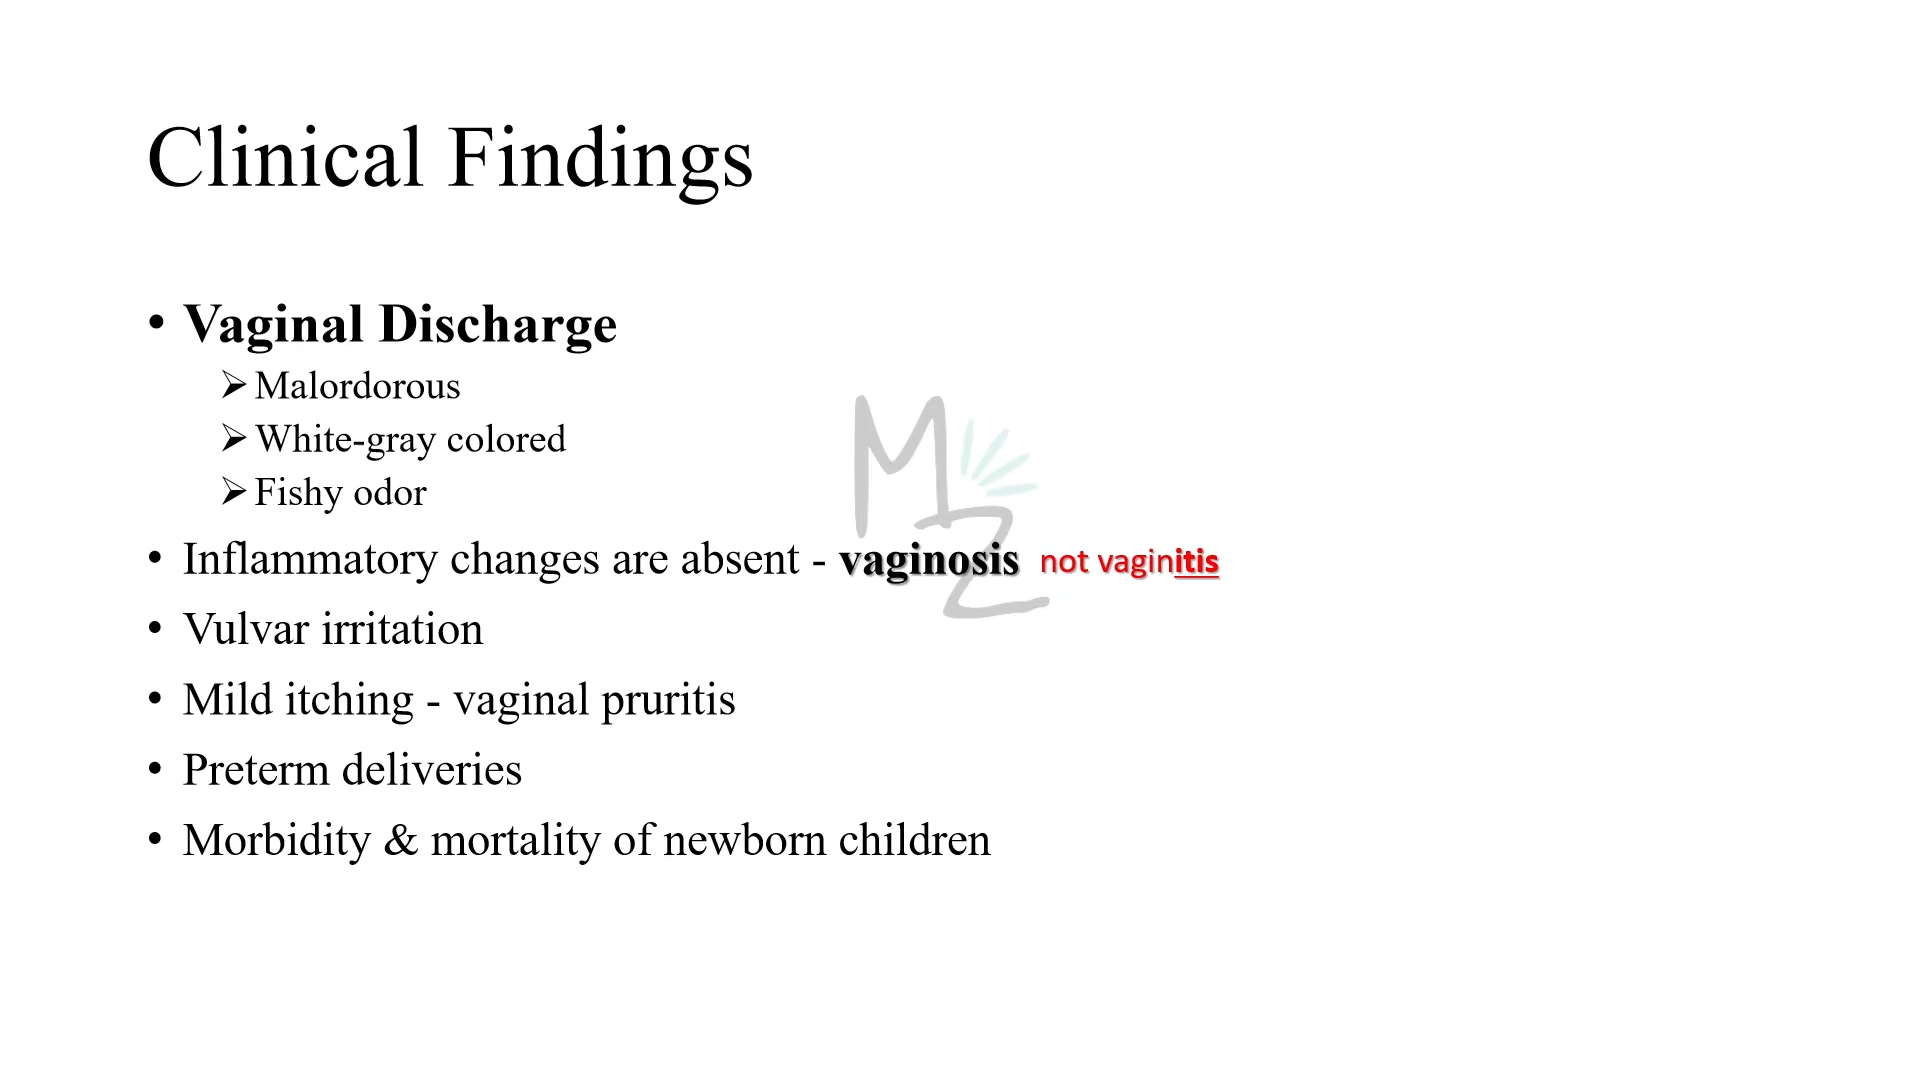 Clinical Findings
• Vaginal Discharge
➢ Malordorous
➢ White-gray colored
➢ Fishy odor
• Inflammatory changes are absent - vaginosis not vaginitis
• Vulvar irritation
• Mild itching - vaginal pruritis
• Preterm deliveries
• Morbidity & mortality of newborn children
MZ